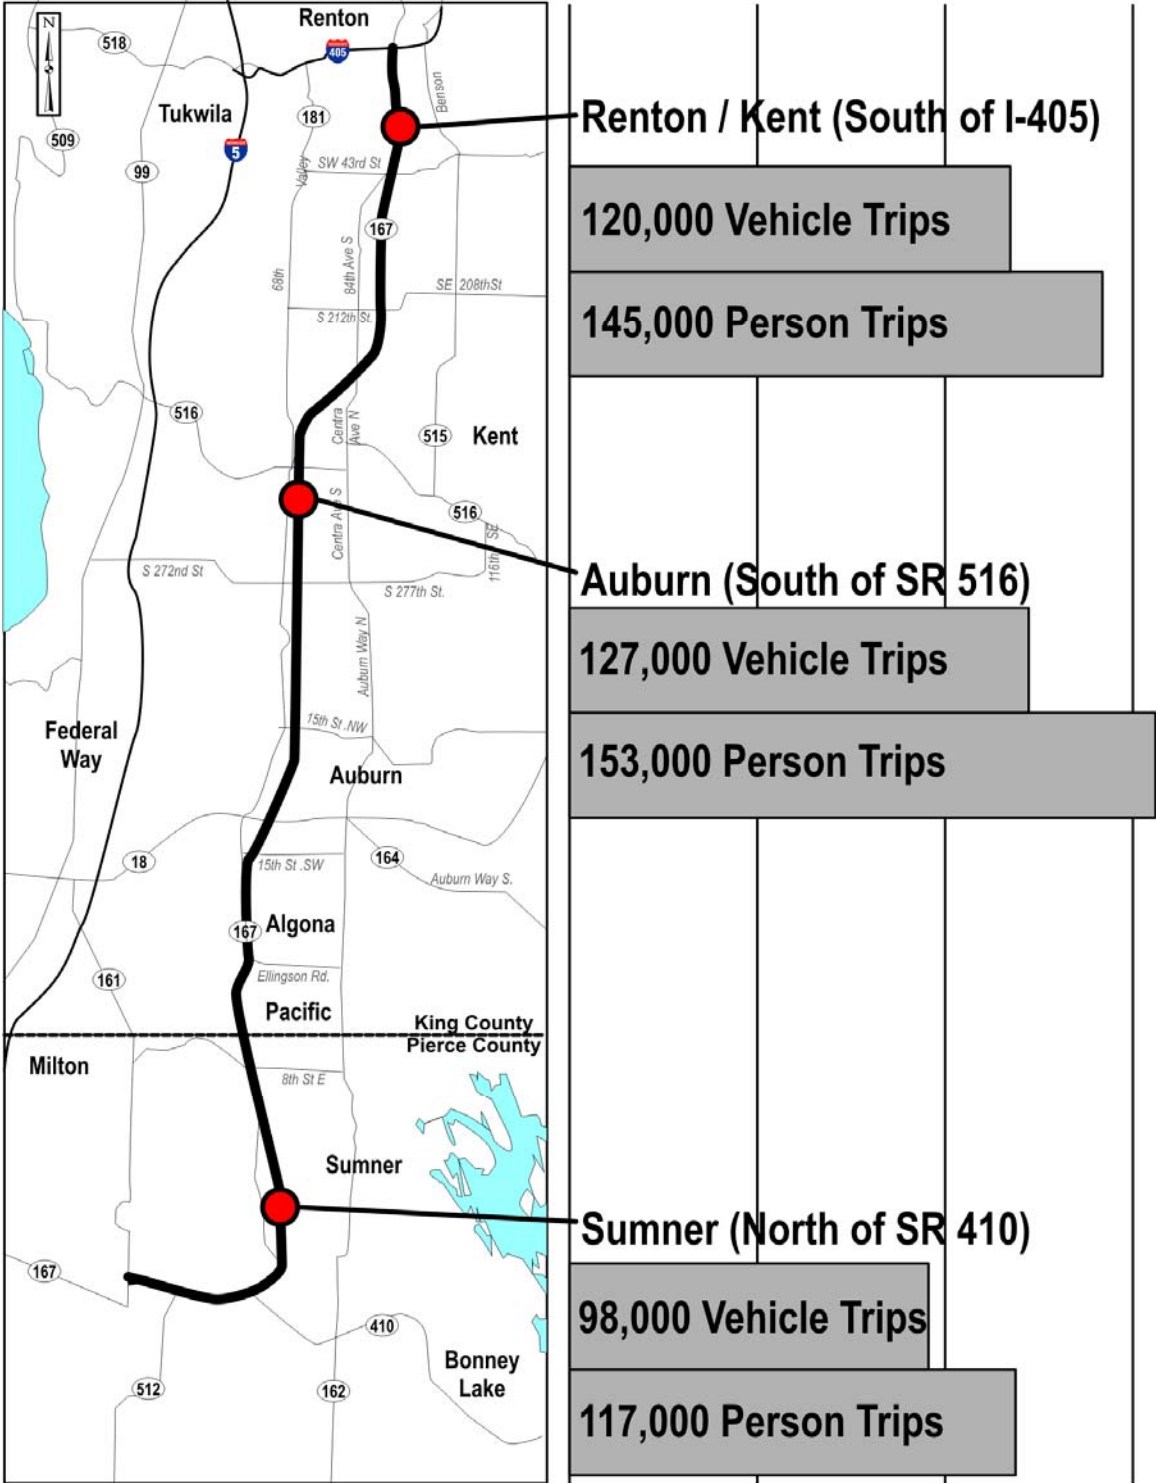 Renton
N
518
405
Benson
Tukwila
181
509
5
99
Valley
SW 43rd St
167
84th Ave S
68th
SE 208thSt
S 212th St.
516
Centra
Ave N
515
Kent
516
Centra Ave S
116th SE
S 272nd St
S 277th St.
Auburn Way N
15th St .NW
Federal
Way
Auburn
18
15th St .SW
164
Auburn Way S.
167
Algona
161
Ellingson Rd.
Pacific
King County
Pierce County
Milton
8th St E
Sumner
167
410
Bonney
Lake
512
162
Renton / Kent (South of I-405)
120,000 Vehicle Trips
145,000 Person Trips
Auburn (South of SR 516)
127,000 Vehicle Trips
153,000 Person Trips
Sumner (North of SR 410)
98,000 Vehicle Trips
117,000 Person Trips